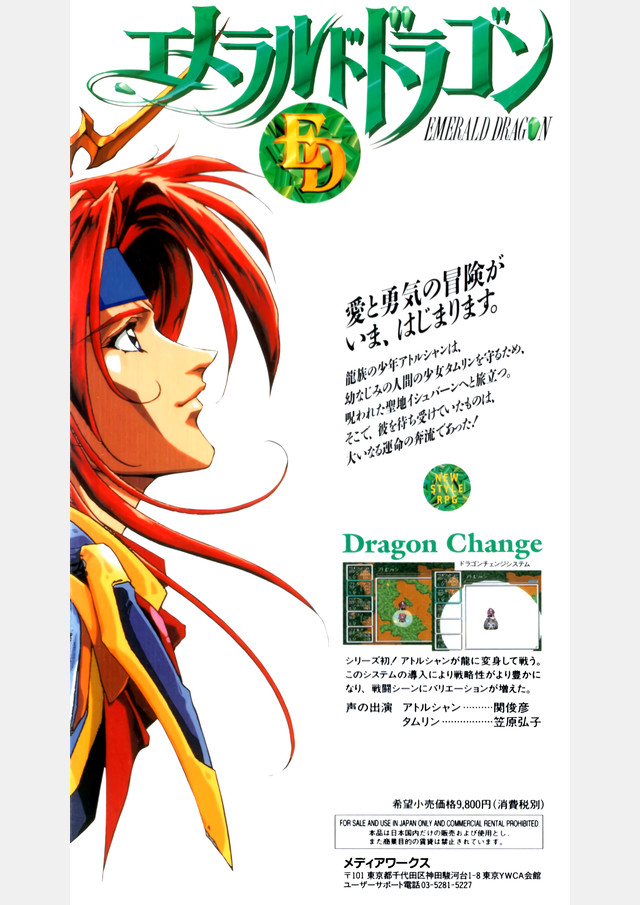 エメラルドドラゴン
EMERALD DRAGON
ED
愛と勇気の冒険が
いま、はじまります。
龍族の少年アトルシャンは、
幼なじみの人間の少女タムリンを守るため、
呪われた聖地イシュバーンへと旅立つ。
そこで、彼を待ち受けていたものは、
大いなる運命の奔流であった!
NEW
STYLE
RPG
Dragon Change
ドラゴンチェンジシステム
シリーズ初！アトルシャンが龍に変身して戦う。
このシステムの導入により戦略性がより豊かに
なり、戦闘シーンにバリエーションが増えた。
声の出演 アトルシャン………関俊彦
タムリン………………笠原弘子
希望小売価格9,800円(消費税別)
FOR SALE AND USE IN JAPAN ONLY AND COMMERCIAL RENTAL PROHIBITED
本品は日本国内だけの販売および使用とし、
また商業目的の賃貸は禁止されています。
メディアワークス
〒101 東京都千代田区神田駿河台1-8 東京YWCA会館
ユーザーサポート電話03-5281-5227